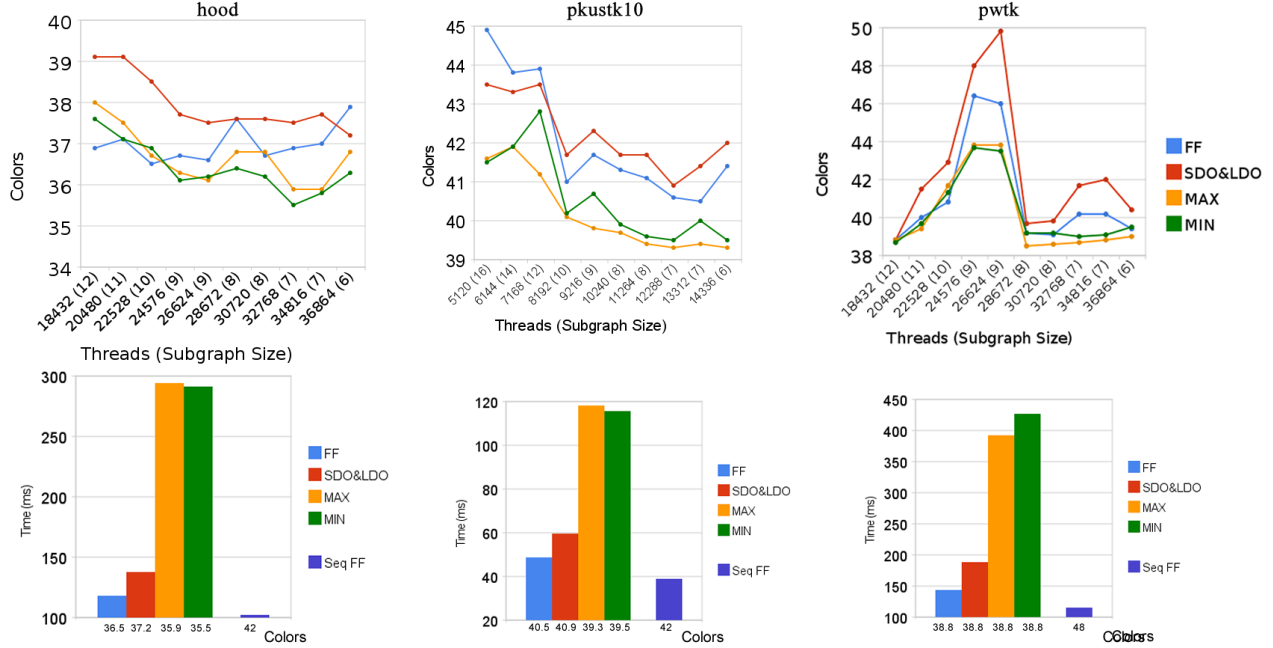 hood
40
39
38
37
36
35
34
Colors
18432 (12)
20480 (11)
22528 (10)
24576 (9)
26624 (9)
28672 (8)
30720 (8)
32768 (7)
34816 (7)
36864 (6)
Threads (Subgraph Size)
pkustk10
45
44
43
42
41
40
39
Colors
5120 (16)
6144 (14)
7168 (12)
8192 (10)
9216 (9)
10240 (8)
11264 (8)
12288 (7)
13312 (7)
14336 (6)
Threads (Subgraph Size)
pwtk
50
48
46
44
42
40
38
Colors
18432 (12)
20480 (11)
22528 (10)
24576 (9)
26624 (9)
28672 (8)
30720 (8)
32768 (7)
34816 (7)
36864 (6)
Threads (Subgraph Size)
FF
SDO&LDO
MAX
MIN
300
250
200
150
100
Time (ms)
36.5 37.2 35.9 35.5 42
Colors
FF
SDO&LDO
MAX
MIN
Seq FF
120
100
80
60
40
20
Time (ms)
40.5 40.9 39.3 39.5 42
Colors
FF
SDO&LDO
MAX
MIN
Seq FF
450
400
350
300
250
200
150
100
Time (ms)
38.8 38.8 38.8 38.8 48
Colors
FF
SDO&LDO
MAX
MIN
Seq FF